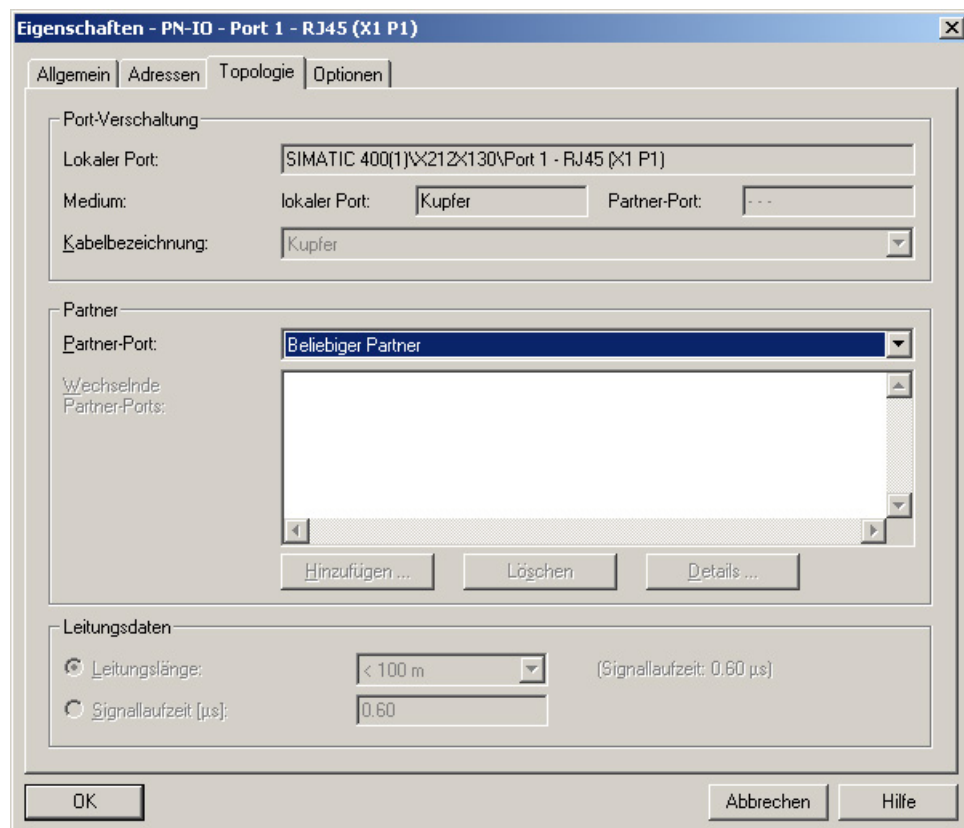 Eigenschaften - PN-IO - Port 1 - RJ45 (X1 P1)
Allgemein Adressen Topologie Optionen
Port-Verschaltung
Lokaler Port: SIMATIC 400(1)\X212X130\Port 1 - RJ45 (X1 P1)
Medium: lokaler Port: Kupfer Partner-Port: - - -
Kabelbezeichnung: Kupfer
Partner
Partner-Port: Beliebiger Partner
Wechselnde
Partner-Ports:
Hinzufügen ... Löschen Details ...
Leitungsdaten
Leitungslänge: < 100 m (Signallaufzeit: 0.60 µs)
Signallaufzeit [µs]: 0.60
OK Abbrechen Hilfe